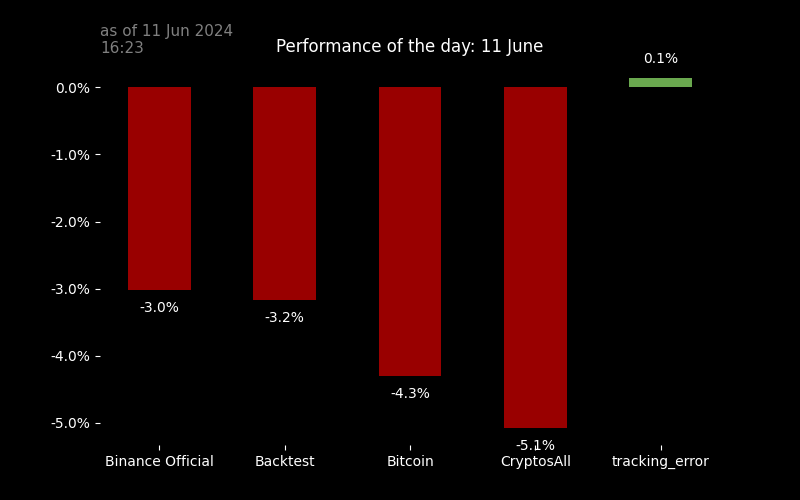 as of 11 Jun 2024
16:23
Performance of the day: 11 June
0.1%
0.0%
-1.0%
-2.0%
-3.0%
-4.0%
-5.0%
-3.0%
-3.2%
-4.3%
-5.1%
Binance Official
Backtest
Bitcoin
CryptosAll
tracking_error